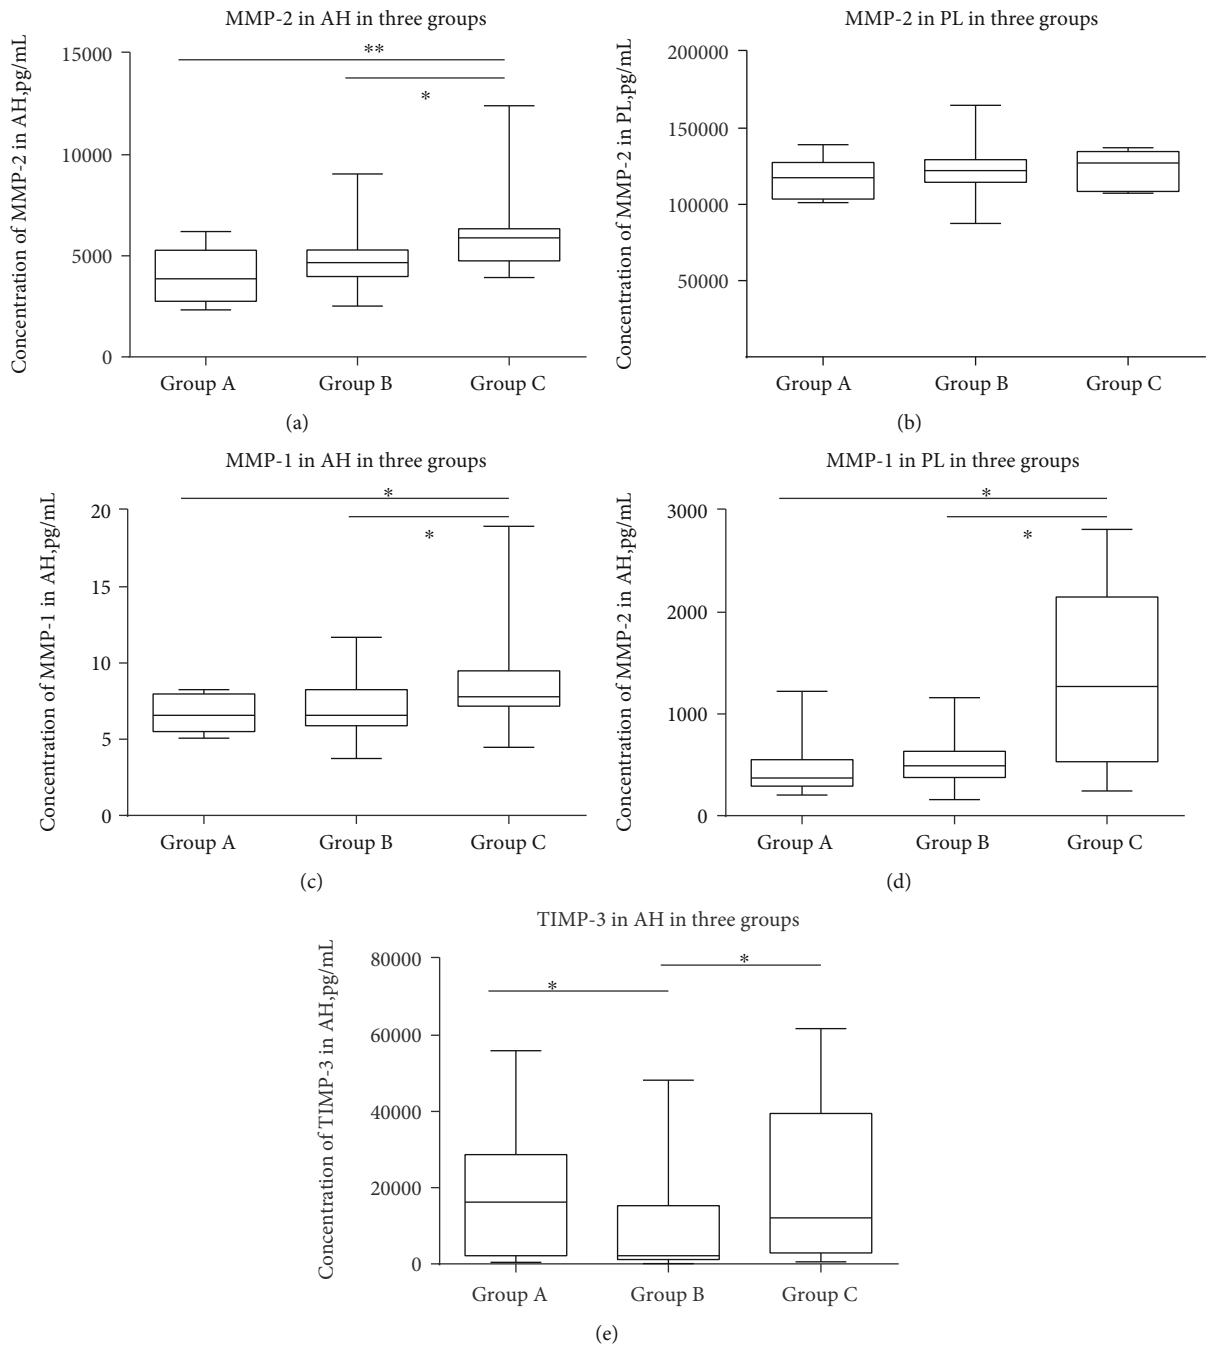 MMP-2 in AH in three groups
Concentration of MMP-2 in AH,pg/mL
15000
10000
5000
0
**
*
Group A
Group B
Group C
(a)
MMP-2 in PL in three groups
Concentration of MMP-2 in PL,pg/mL
200000
150000
100000
50000
Group A
Group B
Group C
(b)
MMP-1 in AH in three groups
Concentration of MMP-1 in AH,pg/mL
20
15
10
5
0
*
*
Group A
Group B
Group C
(c)
MMP-1 in PL in three groups
Concentration of MMP-2 in AH,pg/mL
3000
2000
1000
0
*
*
Group A
Group B
Group C
(d)
TIMP-3 in AH in three groups
Concentration of TIMP-3 in AH,pg/mL
80000
60000
40000
20000
0
*
*
Group A
Group B
Group C
(e)